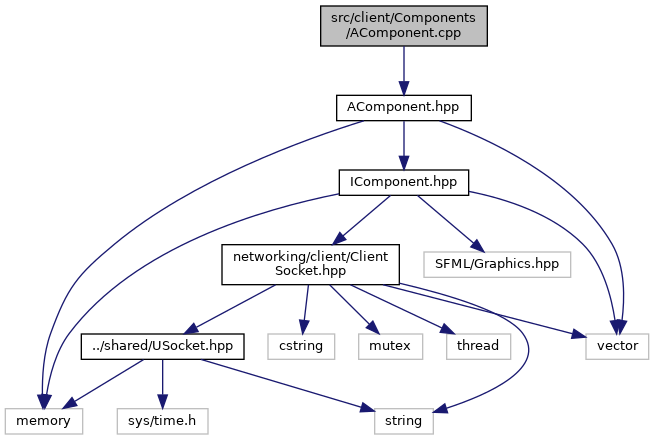 src/client/Components
/AComponent.cpp
AComponent.hpp
IComponent.hpp
networking/client/Client
Socket.hpp
SFML/Graphics.hpp
../shared/USocket.hpp
cstring
mutex
thread
vector
memory
sys/time.h
string